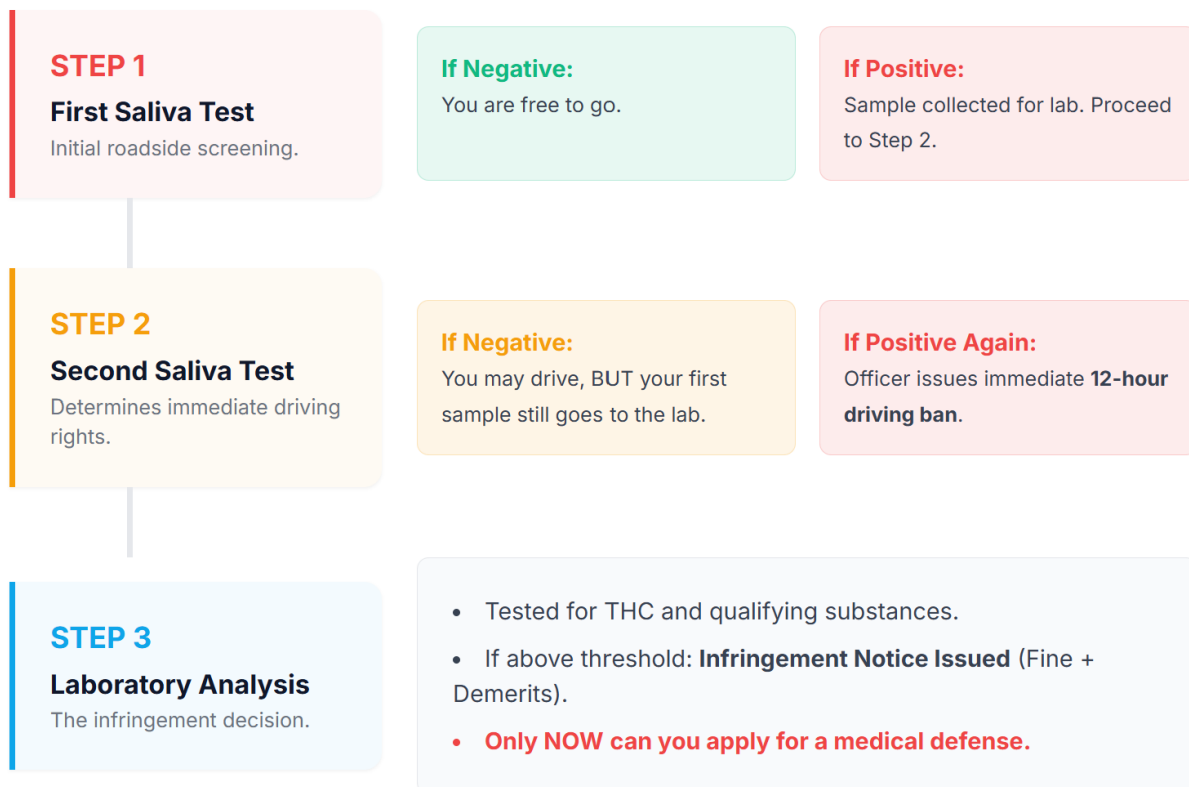 STEP 1
First Saliva Test
Initial roadside screening.
If Negative:
You are free to go.
If Positive:
Sample collected for lab. Proceed
to Step 2.
STEP 2
Second Saliva Test
Determines immediate driving
rights.
If Negative:
You may drive, BUT your first
sample still goes to the lab.
If Positive Again:
Officer issues immediate 12-hour
driving ban.
STEP 3
Laboratory Analysis
The infringement decision.
• Tested for THC and qualifying substances.
• If above threshold: Infringement Notice Issued (Fine +
Demerits).
• Only NOW can you apply for a medical defense.